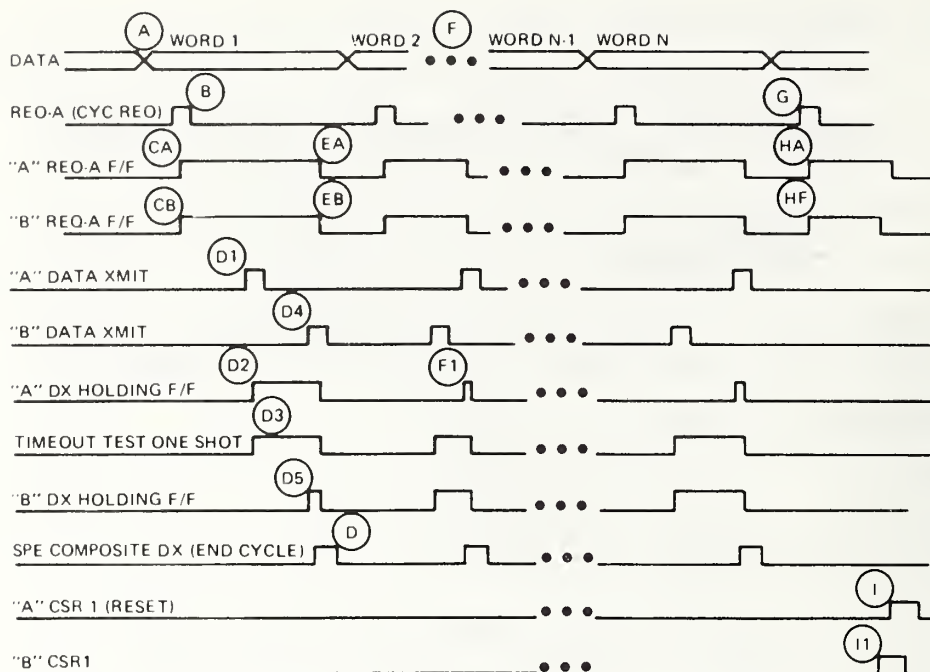 A WORD 1 WORD 2 F WORD N-1 WORD N
DATA
REQ-A (CYC REQ) B G
"A" REQ-A F/F CA EA HA
"B" REQ-A F/F CB EB HF
"A" DATA XMIT D1
"B" DATA XMIT D4
"A" DX HOLDING F/F D2 F1
TIMEOUT TEST ONE SHOT D3
"B" DX HOLDING F/F D5
SPE COMPOSITE DX (END CYCLE) D
"A" CSR 1 (RESET) I
"B" CSR1 I1